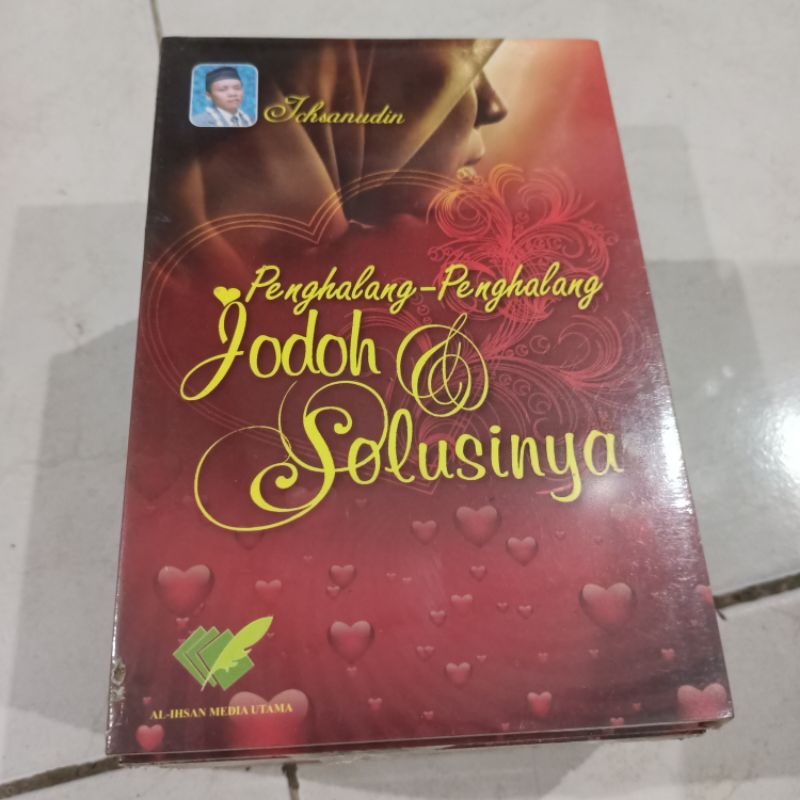 Ichsanudin
Penghalang-Penghalang
Jodoh &
Solusinya
AL-IHSAN MEDIA UTAMA